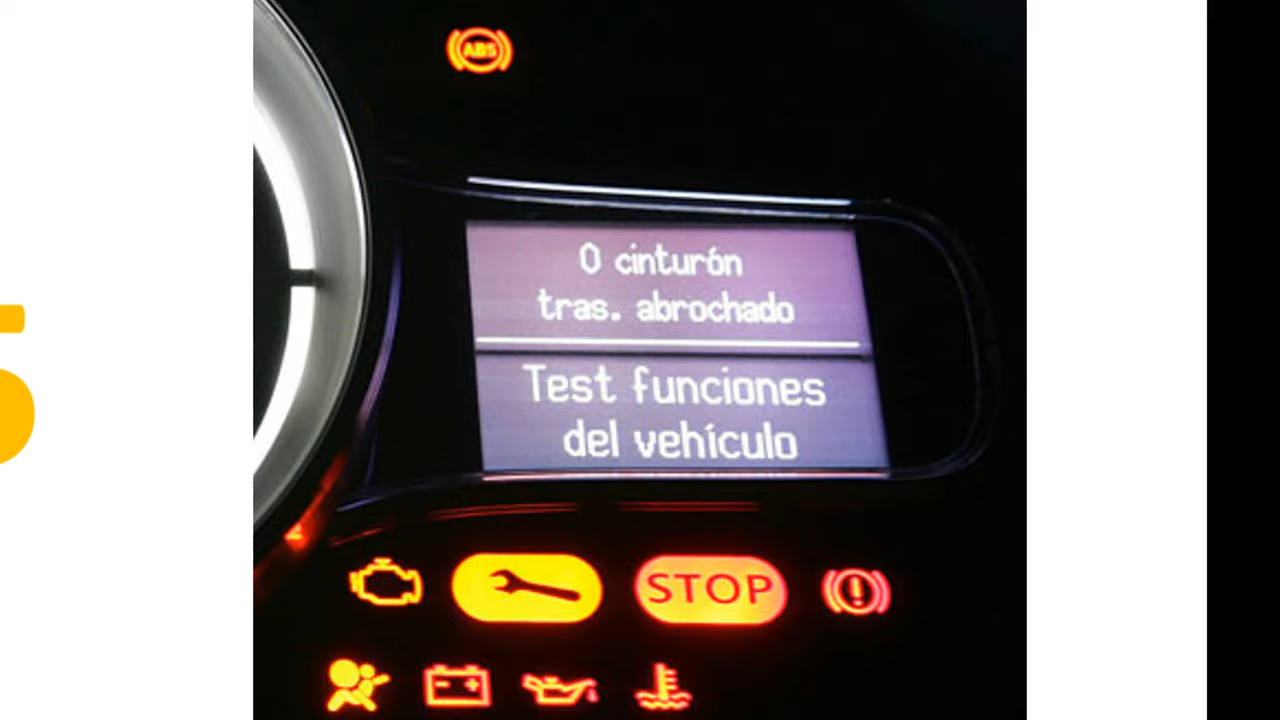 ABS
0 cinturón
tras. abrochado
Test funciones
del vehículo
STOP